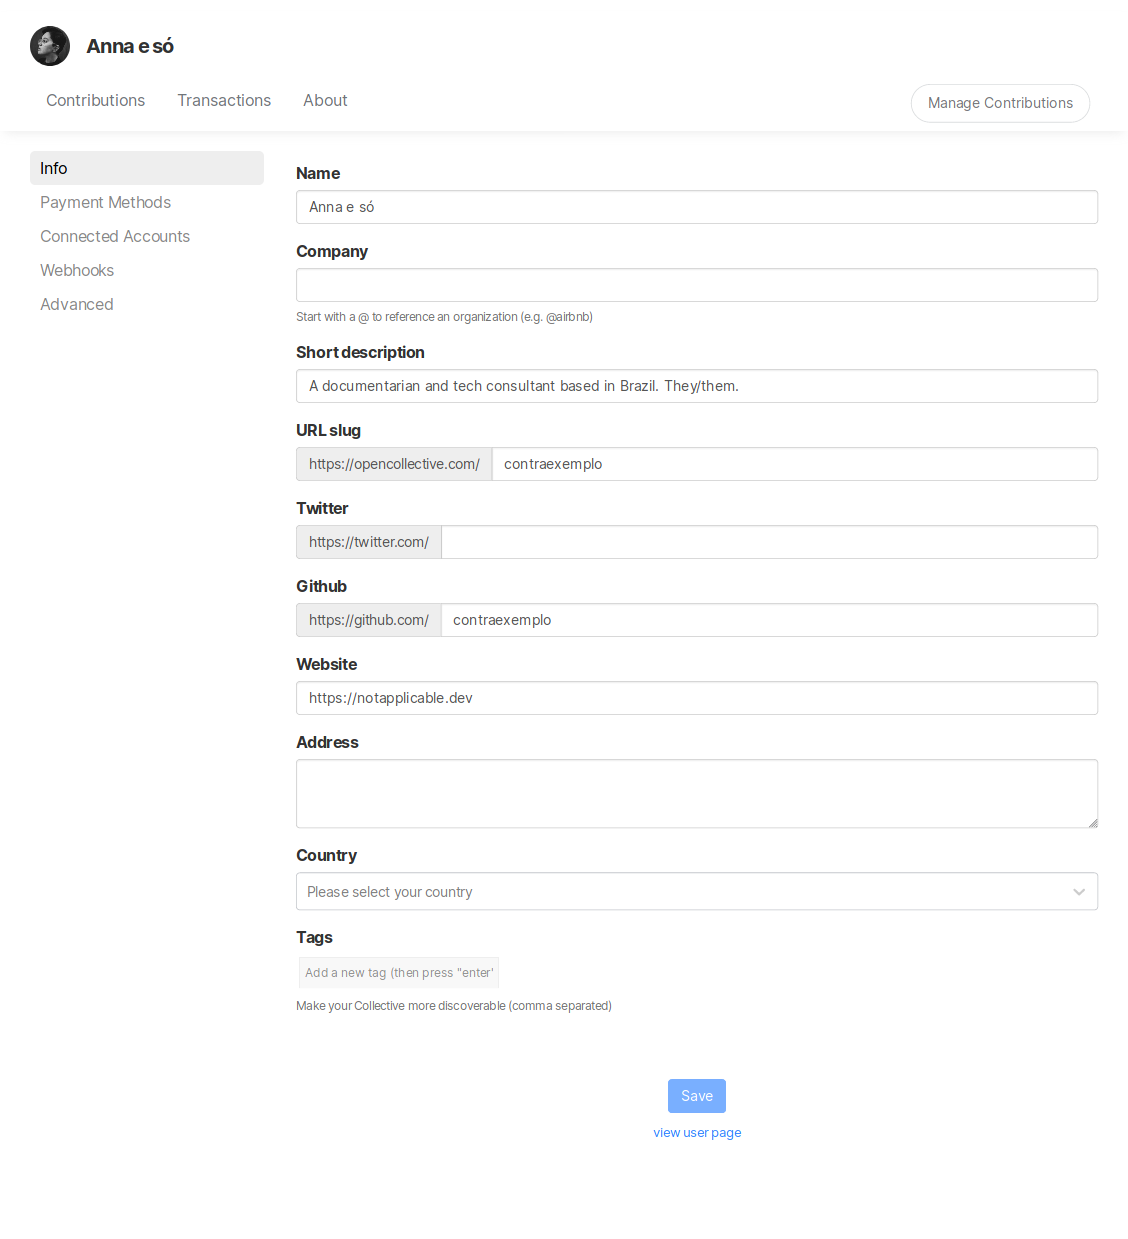 Anna e só
Contributions
Transactions
About
Manage Contributions
Info
Payment Methods
Connected Accounts
Webhooks
Advanced
Name
Anna e só
Company
Start with a @ to reference an organization (e.g. @airbnb)
Short description
A documentarian and tech consultant based in Brazil. They/them.
URL slug
https://opencollective.com/ contraexemplo
Twitter
https://twitter.com/
Github
https://github.com/ contraexemplo
Website
https://notapplicable.dev
Address
Country
Please select your country
Tags
Add a new tag (then press "enter'
Make your Collective more discoverable (comma separated)
Save
view user page